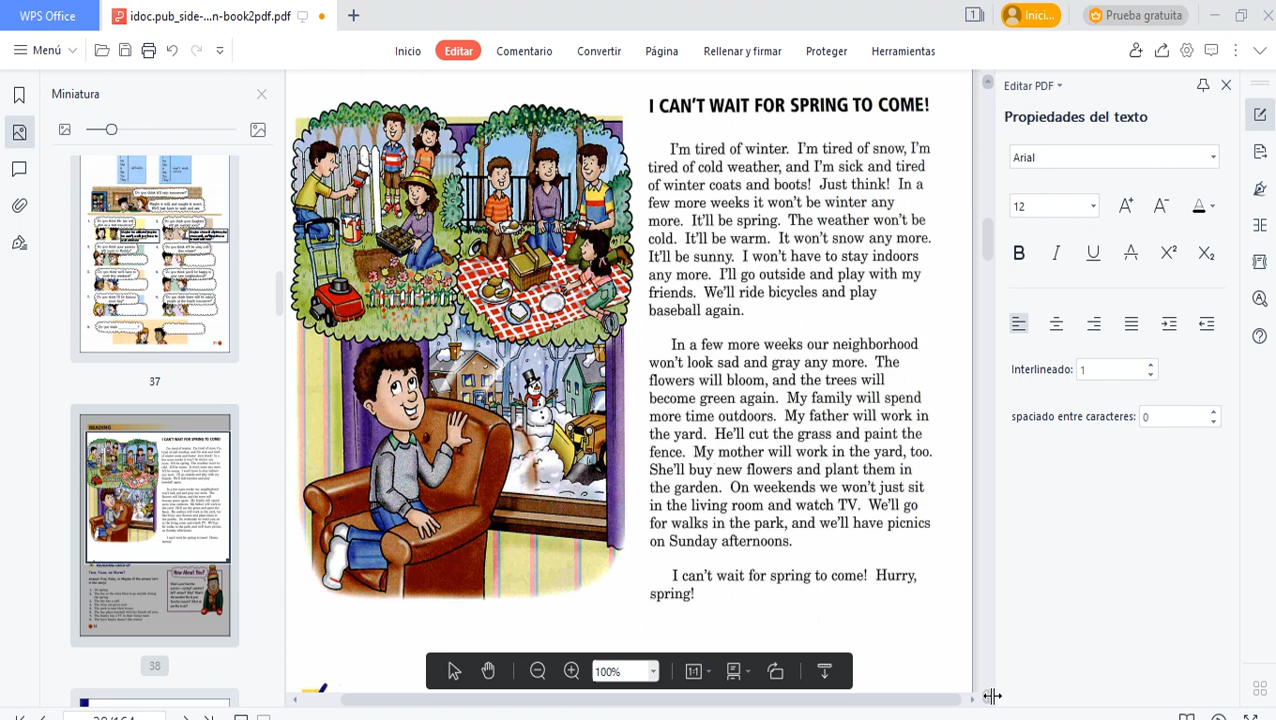 WPS Office
idoc.pub_side-...n-book2pdf.pdf
1
Inici...
Prueba gratuita
Menú
Inicio
Editar
Comentario
Convertir
Página
Rellenar y firmar
Proteger
Herramientas
Miniatura
37
READING
I CAN'T WAIT FOR SPRING TO COME!
38
I CAN'T WAIT FOR SPRING TO COME!
I'm tired of winter. I'm tired of snow, I'm
tired of cold weather, and I'm sick and tired
of winter coats and boots! Just think! In a
few more weeks it won't be winter any
more. It'll be spring. The weather won't be
cold. It'll be warm. It won't snow any more.
It'll be sunny. I won't have to stay indoors
any more. I'll go outside and play with my
friends. We'll ride bicycles and play
baseball again.
In a few more weeks our neighborhood
won't look sad and gray any more. The
flowers will bloom, and the trees will
become green again. My family will spend
more time outdoors. My father will work in
the yard. He'll cut the grass and paint the
fence. My mother will work in the yard, too.
She'll buy new flowers and plant them in
the garden. On weekends we won't just sit
in the living room and watch TV. We'll go
for walks in the park, and we'll have picnics
on Sunday afternoons.
I can't wait for spring to come! Hurry,
spring!
100%
Editar PDF
Propiedades del texto
Arial
12
Interlineado: 1
spaciado entre caracteres: 0